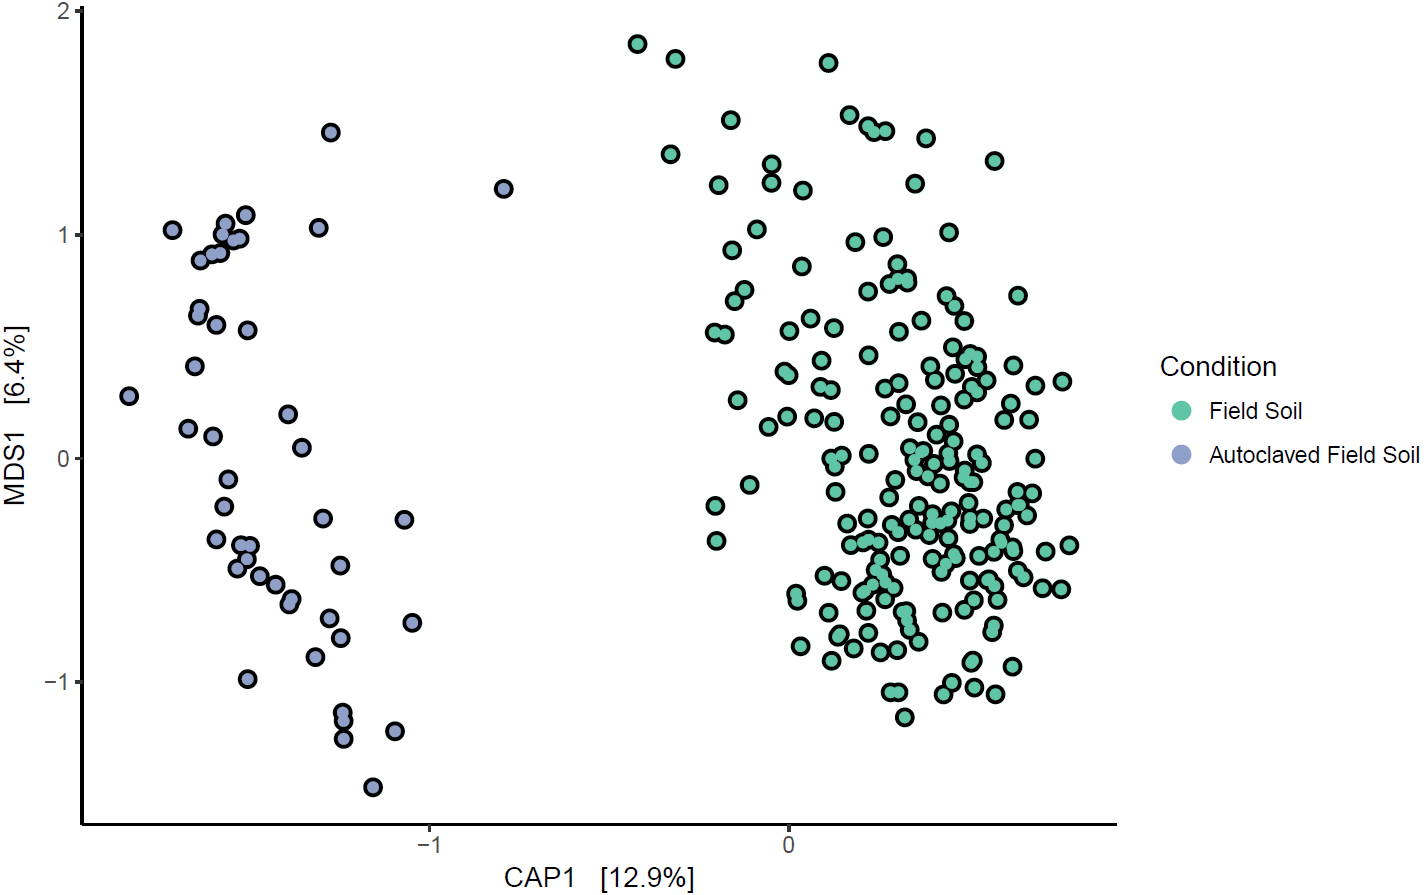 2
1
0
−1
MDS1 [6.4%]
−1
0
CAP1 [12.9%]
Condition
Field Soil
Autoclaved Field Soil